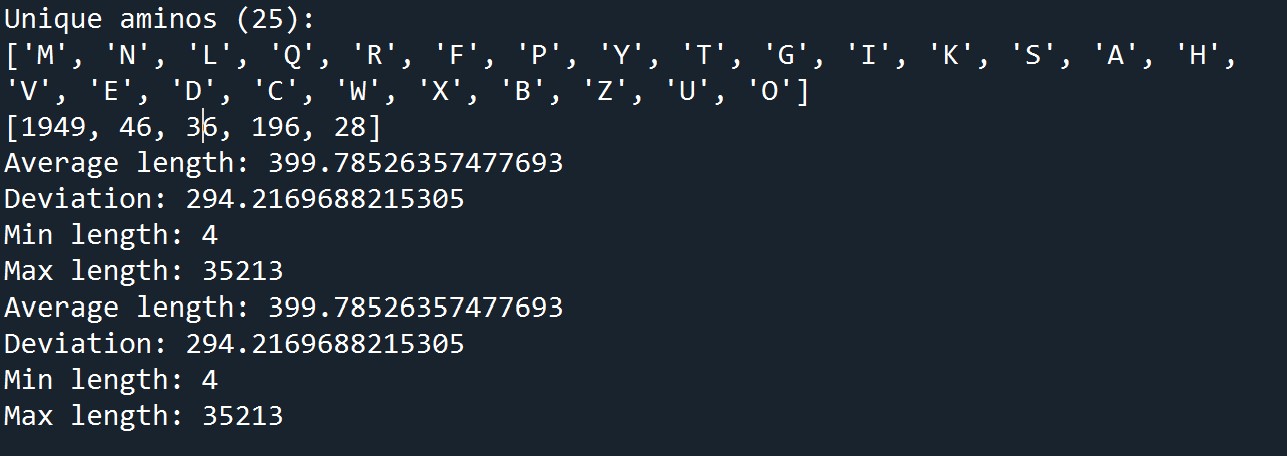 Unique aminos (25):
['M', 'N', 'L', 'Q', 'R', 'F', 'P', 'Y', 'T', 'G', 'I', 'K', 'S', 'A', 'H',
'V', 'E', 'D', 'C', 'W', 'X', 'B', 'Z', 'U', 'O']
[1949, 46, 36, 196, 28]
Average length: 399.78526357477693
Deviation: 294.2169688215305
Min length: 4
Max length: 35213
Average length: 399.78526357477693
Deviation: 294.2169688215305
Min length: 4
Max length: 35213